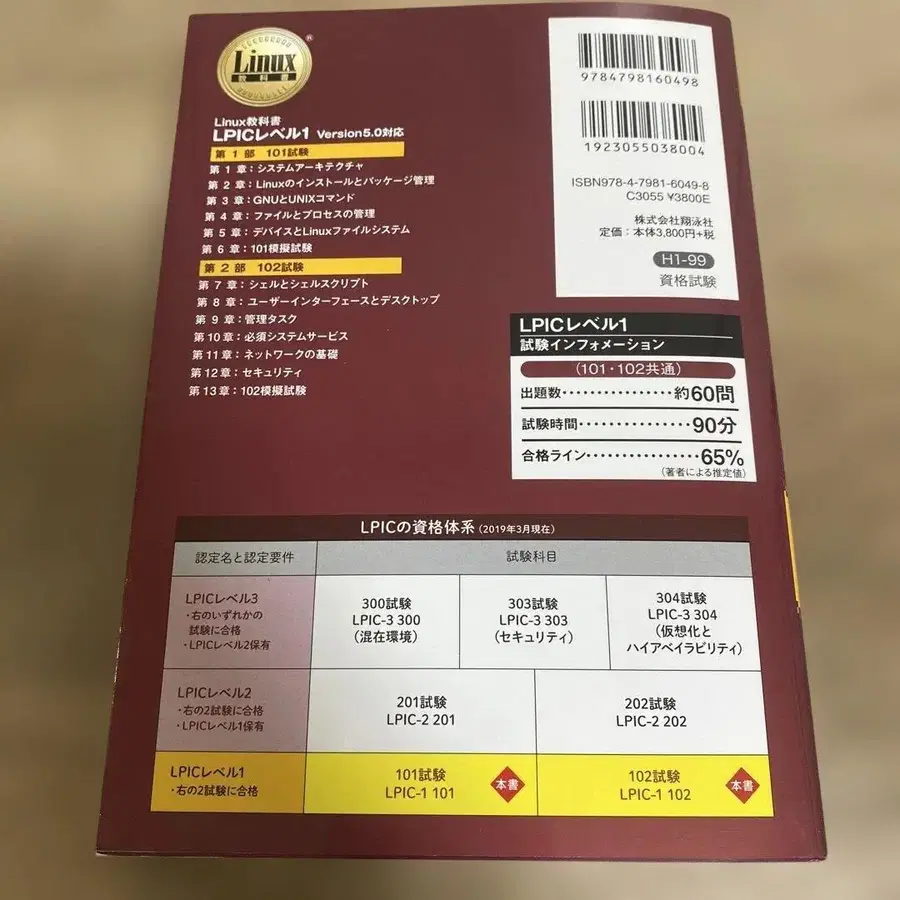 Linux
教科書
®
Linux教科書
LPICレベル1 Version5.0対応
第1部 101試験
第1章：システムアーキテクチャ
第2章：Linuxのインストールとパッケージ管理
第3章：GNUとUNIXコマンド
第4章：ファイルとプロセスの管理
第5章：デバイスとLinuxファイルシステム
第6章：101模擬試験
第2部 102試験
第7章：シェルとシェルスクリプト
第8章：ユーザーインターフェースとデスクトップ
第9章：管理タスク
第10章：必須システムサービス
第11章：ネットワークの基礎
第12章：セキュリティ
第13章：102模擬試験
9784798160498
1923055038004
ISBN978-4-7981-6049-8
C3055 ¥3800E
株式会社翔泳社
定価：本体3,800円+税
H1-99
資格試験
LPICレベル1
試験インフォメーション
（101・102共通）
出題数················約60問
試験時間···············90分
合格ライン···············65%
（著者による推定値）
LPICの資格体系（2019年3月現在）
認定名と認定要件 試験科目
LPICレベル3
・右のいずれかの
試験に合格
・LPICレベル2保有
300試験
LPIC-3 300
（混在環境）
303試験
LPIC-3 303
（セキュリティ）
304試験
LPIC-3 304
（仮想化と
ハイアベイラビリティ）
LPICレベル2
・右の2試験に合格
・LPICレベル1保有
201試験
LPIC-2 201
202試験
LPIC-2 202
LPICレベル1
・右の2試験に合格
101試験
LPIC-1 101
本書
102試験
LPIC-1 102
本書